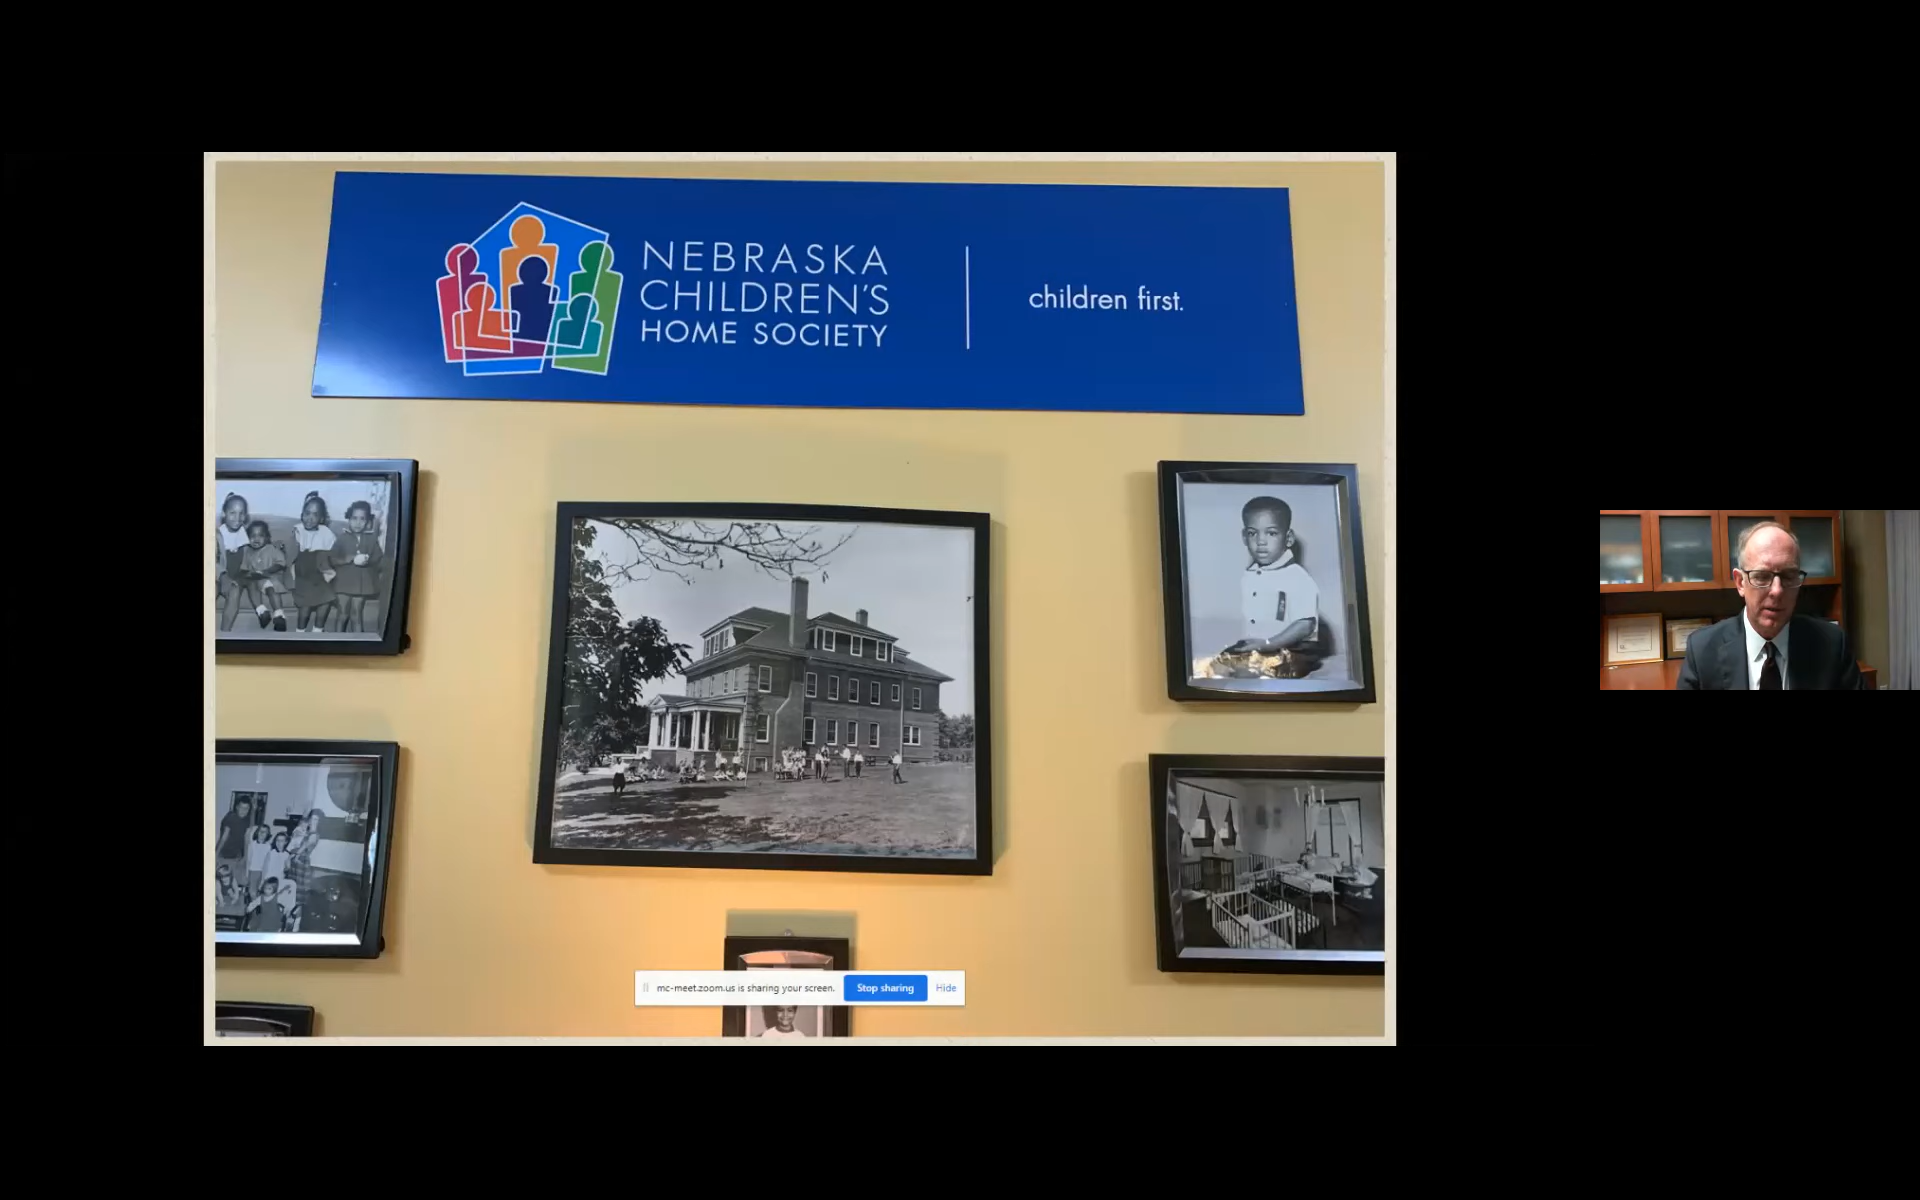 NEBRASKA
CHILDREN'S
HOME SOCIETY
children first.
mc-meet.zoom.us is sharing your screen.
Stop sharing
Hide